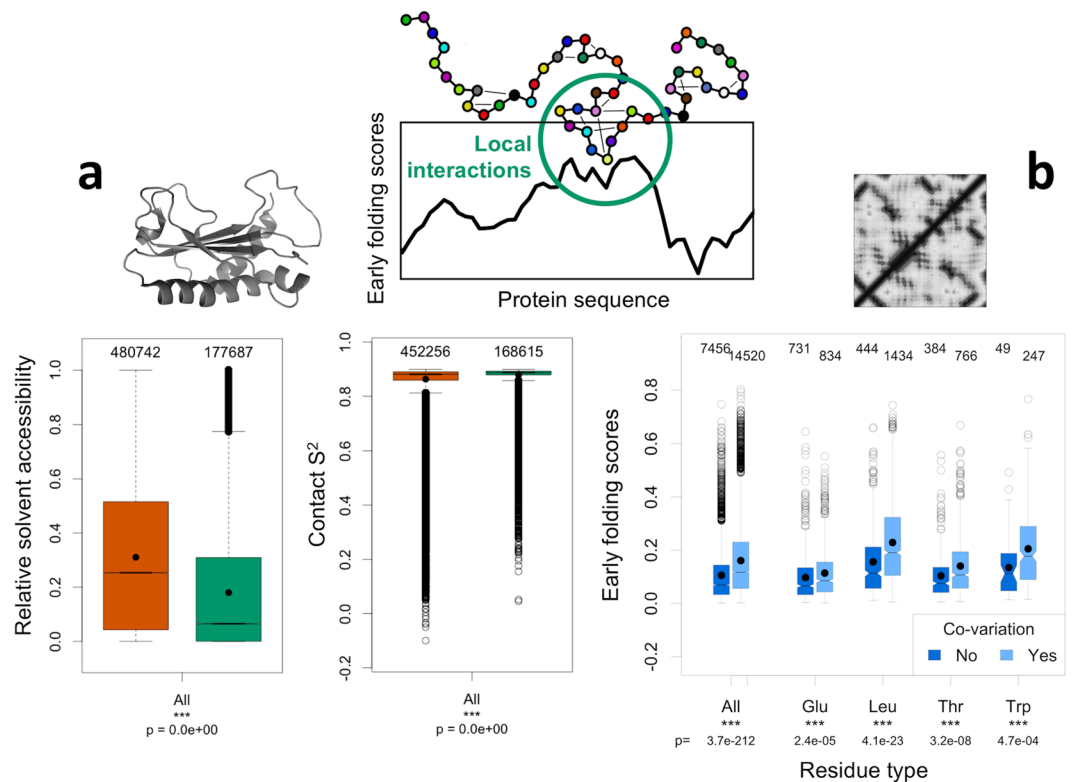 a
b
Early folding scores
Local
interactions
Protein sequence
Relative solvent accessibility
480742 177687
1.0
0.8
0.6
0.4
0.2
0.0
All
***
p = 0.0e+00
Contact S²
452256 168615
1.0
0.8
0.6
0.4
0.2
0.0
-0.2
All
***
p = 0.0e+00
Early folding scores
7456 14520 731 834 444 1434 384 766 49 247
0.8
0.6
0.4
0.2
0.0
-0.2
Co-variation
No Yes
All Glu Leu Thr Trp
*** *** *** *** ***
p= 3.7e-212 2.4e-05 4.1e-23 3.2e-08 4.7e-04
Residue type